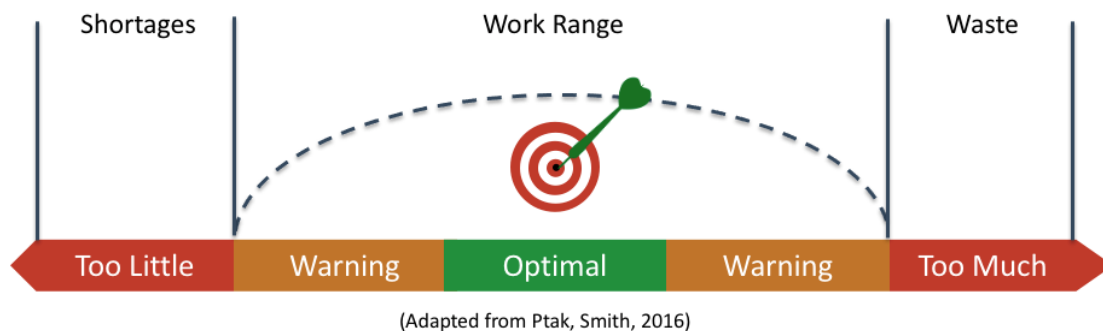 Shortages
Work Range
Waste
Too Little
Warning
Optimal
Warning
Too Much
(Adapted from Ptak, Smith, 2016)